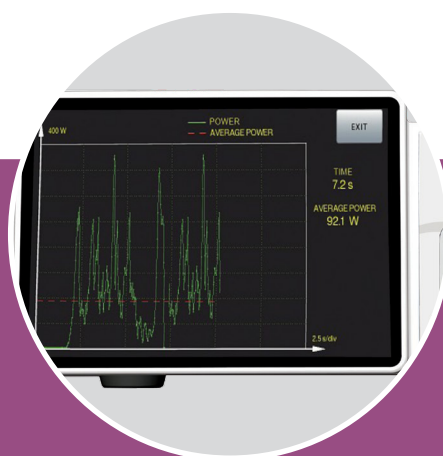 400 W
POWER
AVERAGE POWER
EXIT
TIME
7.2 s
AVERAGE POWER
92.1 W
2.5 s/div